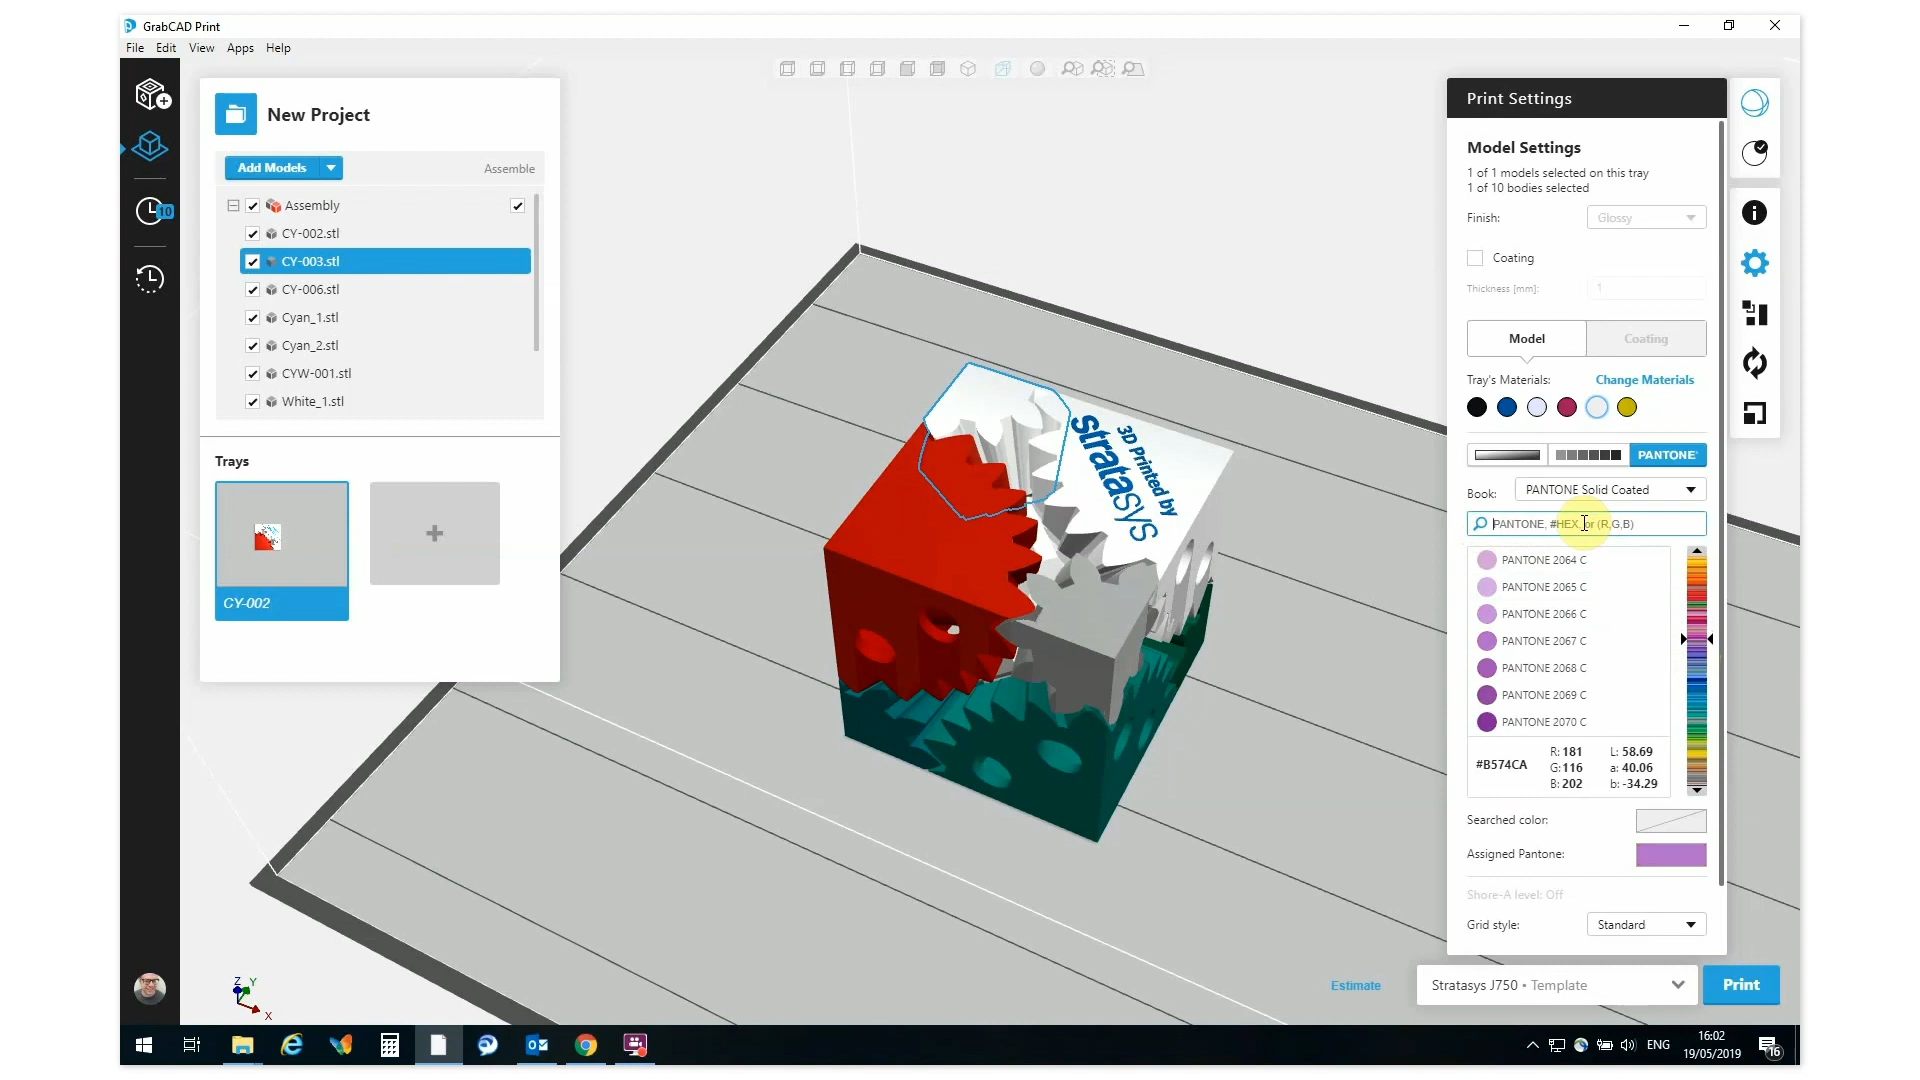 GrabCAD Print
File Edit View Apps Help
New Project
Add Models
Assemble
Assembly
CY-002.stl
CY-003.stl
CY-006.stl
Cyan_1.stl
Cyan_2.stl
CYW-001.stl
White_1.stl
10
Trays
+
CY-002
3D Printed by
stratasys
Z Y
X
Print Settings
Model Settings
1 of 1 models selected on this tray
1 of 10 bodies selected
Finish: Glossy
Coating
Thickness [mm]: 1
Model Coating
Tray's Materials: Change Materials
PANTONE®
Book: PANTONE Solid Coated
PANTONE, #HEX, or (R,G,B)
PANTONE 2064 C
PANTONE 2065 C
PANTONE 2066 C
PANTONE 2067 C
PANTONE 2068 C
PANTONE 2069 C
PANTONE 2070 C
#B574CA
R: 181 L: 58.69
G: 116 a: 40.06
B: 202 b: -34.29
Searched color:
Assigned Pantone:
Shore-A level: Off
Grid style: Standard
Estimate
Stratasys J750 • Template
Print
ENG
16:02
19/05/2019
16